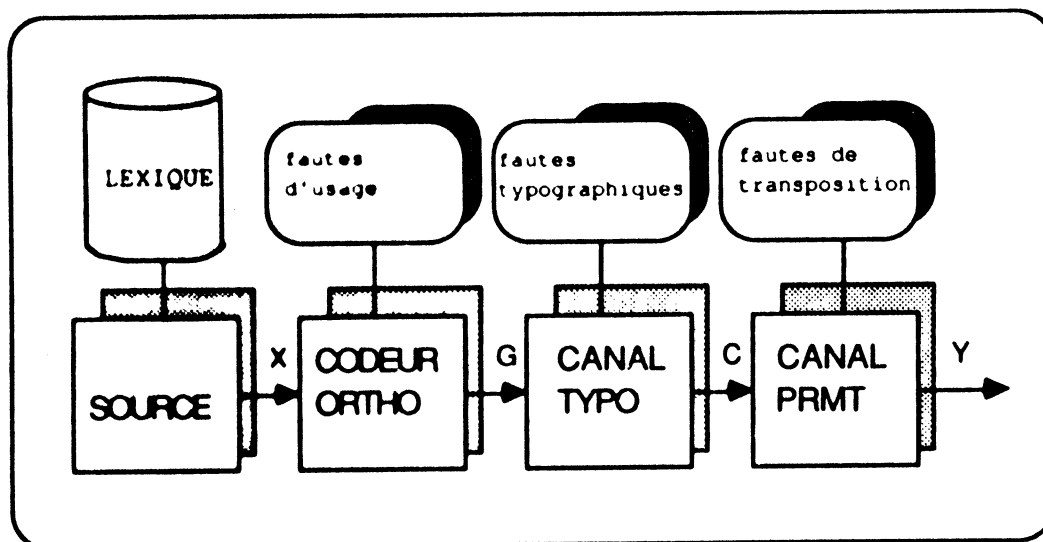 LEXIQUE
fautes
d'usage
fautes
typographiques
fautes de
transposition
SOURCE
X
CODEUR
ORTHO
G
CANAL
TYPO
C
CANAL
PRMT
Y